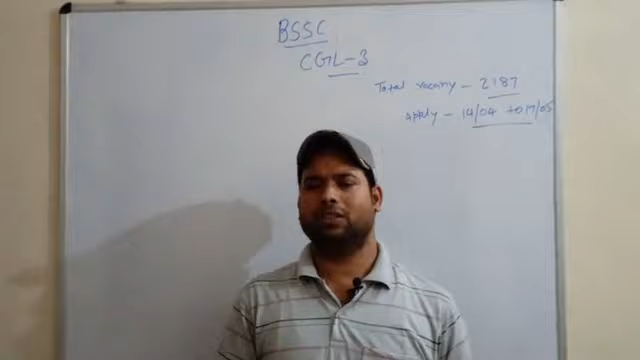 BSSC
CGL-3
Total vacancy - 2187
apply - 14/04 to 17/05